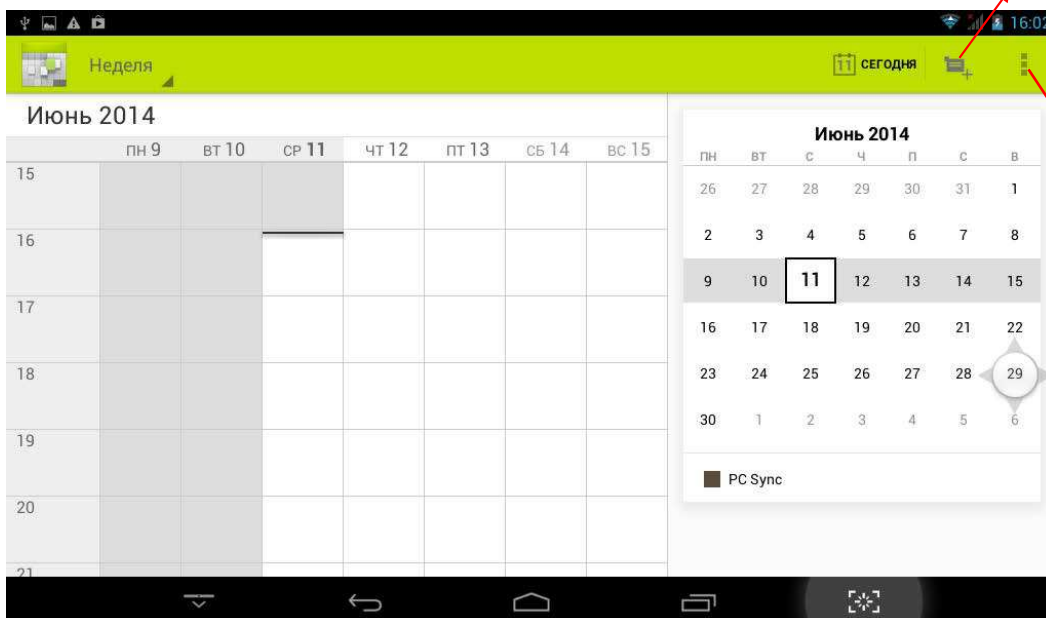 16:02
Неделя
11 СЕГОДНЯ
Июнь 2014
ПН 9 ВТ 10 СР 11 ЧТ 12 ПТ 13 СБ 14 ВС 15
15
16
17
18
19
20
21
Июнь 2014
ПН ВТ С Ч П С В
26 27 28 29 30 31 1
2 3 4 5 6 7 8
9 10 11 12 13 14 15
16 17 18 19 20 21 22
23 24 25 26 27 28 29
30 1 2 3 4 5 6
PC Sync